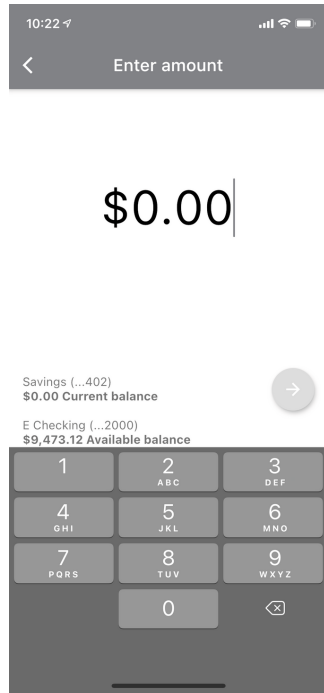 10:22
Enter amount
$0.00
Savings (...402)
$0.00 Current balance
E Checking (...2000)
$9,473.12 Available balance
1
2
ABC
3
DEF
4
GHI
5
JKL
6
MNO
7
PQRS
8
TUV
9
WXYZ
0